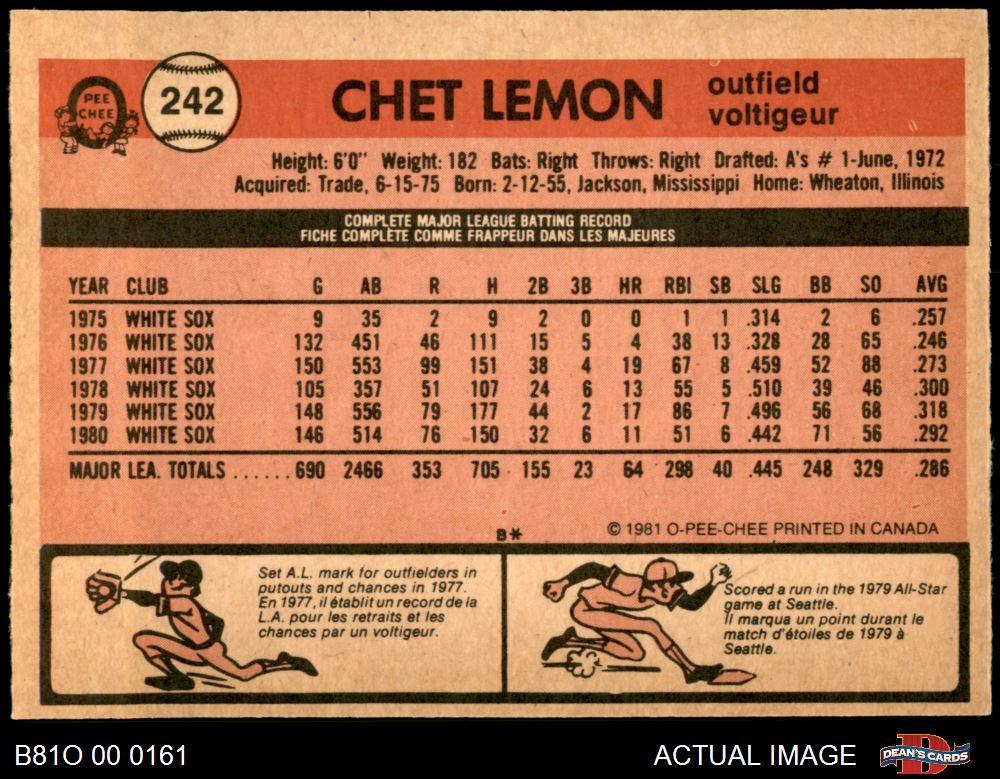 PEE
CHEE
242
CHET LEMON
outfield
voltigeur
Height: 6'0" Weight: 182 Bats: Right Throws: Right Drafted: A's # 1-June, 1972
Acquired: Trade, 6-15-75 Born: 2-12-55, Jackson, Mississippi Home: Wheaton, Illinois
COMPLETE MAJOR LEAGUE BATTING RECORD
FICHE COMPLÈTE COMME FRAPPEUR DANS LES MAJEURES
YEAR CLUB G AB R H 2B 3B HR RBI SB SLG BB SO AVG
1975 WHITE SOX 9 35 2 9 2 0 0 1 1 .314 2 6 .257
1976 WHITE SOX 132 451 46 111 15 5 4 38 13 .328 28 65 .246
1977 WHITE SOX 150 553 99 151 38 4 19 67 8 .459 52 88 .273
1978 WHITE SOX 105 357 51 107 24 6 13 55 5 .510 39 46 .300
1979 WHITE SOX 148 556 79 177 44 2 17 86 7 .496 56 68 .318
1980 WHITE SOX 146 514 76 150 32 6 11 51 6 .442 71 56 .292
MAJOR LEA. TOTALS ......690 2466 353 705 155 23 64 298 40 .445 248 329 .286
B* © 1981 O-PEE-CHEE PRINTED IN CANADA
Set A.L. mark for outfielders in
putouts and chances in 1977.
En 1977, il établit un record de la
L.A. pour les retraits et les
chances par un voltigeur.
Scored a run in the 1979 All-Star
game at Seattle.
Il marqua un point durant le
match d'étoiles de 1979 à
Seattle.
B81O 00 0161
ACTUAL IMAGE
DEAN'S CARDS